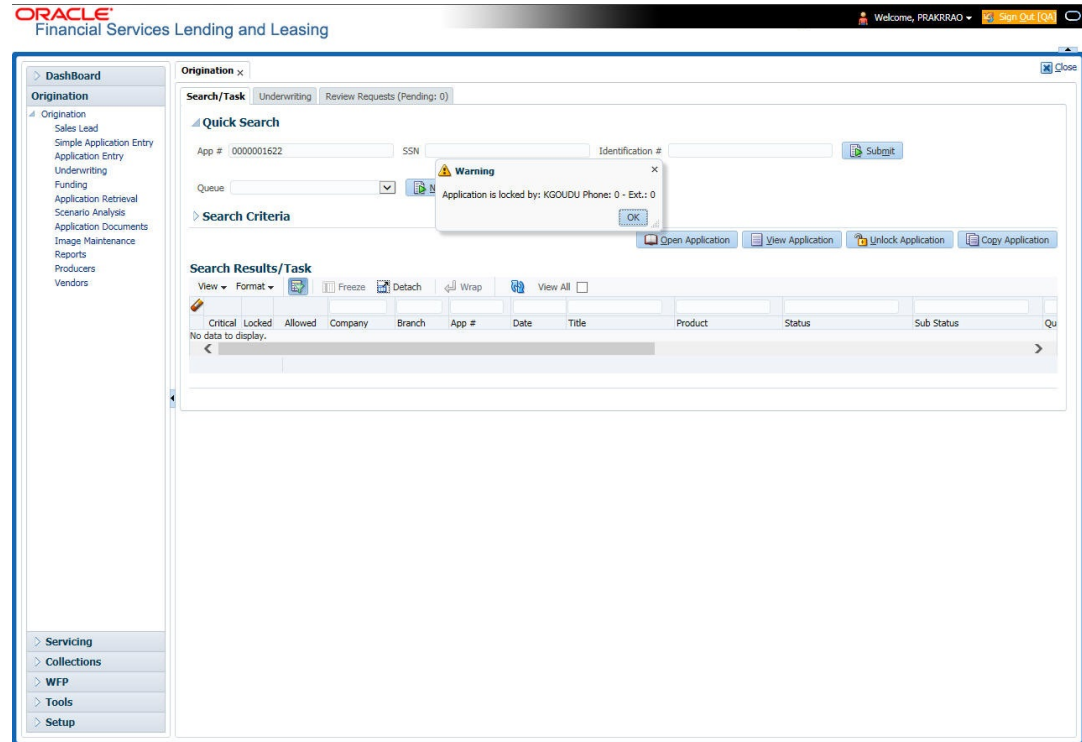 ORACLE
Financial Services Lending and Leasing
Welcome, PRAKRRAO
Sign Out [QA]
Close
DashBoard
Origination
Origination
Sales Lead
Simple Application Entry
Application Entry
Underwriting
Funding
Application Retrieval
Scenario Analysis
Application Documents
Image Maintenance
Reports
Producers
Vendors
Servicing
Collections
WFP
Tools
Setup
Origination
Search/Task Underwriting Review Requests (Pending: 0)
Quick Search
App # 0000001622 SSN Identification # Submit
Queue N
Warning
Application is locked by: KGOUDU Phone: 0 - Ext.: 0
OK
Search Criteria
Open Application View Application Unlock Application Copy Application
Search Results/Task
View Format Freeze Detach Wrap View All
Critical Locked Allowed Company Branch App # Date Title Product Status Sub Status Qu
No data to display.